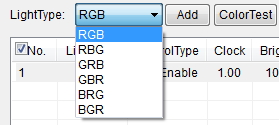 LightType: RGB Add ColorTest
RGB
No. Li olType Clock Brig
RBG
GRB
1 Enable 1.00 10
GBR
BRG
BGR